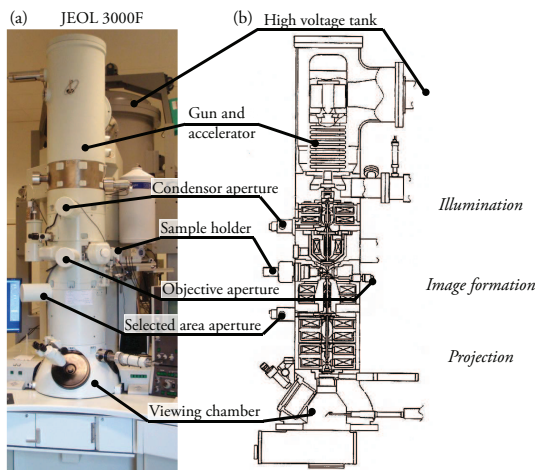 (a)
JEOL 3000F
(b)
High voltage tank
Gun and
accelerator
Condensor aperture
Illumination
Sample holder
Objective aperture
Image formation
Selected area aperture
Projection
Viewing chamber